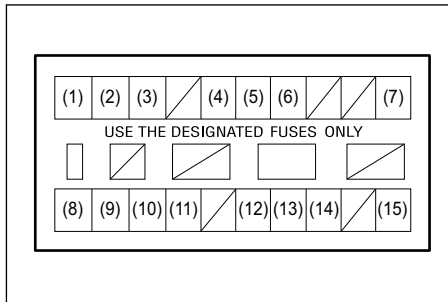 (1) (2) (3) (4) (5) (6) (7)
USE THE DESIGNATED FUSES ONLY
(8) (9) (10) (11) (12) (13) (14) (15)